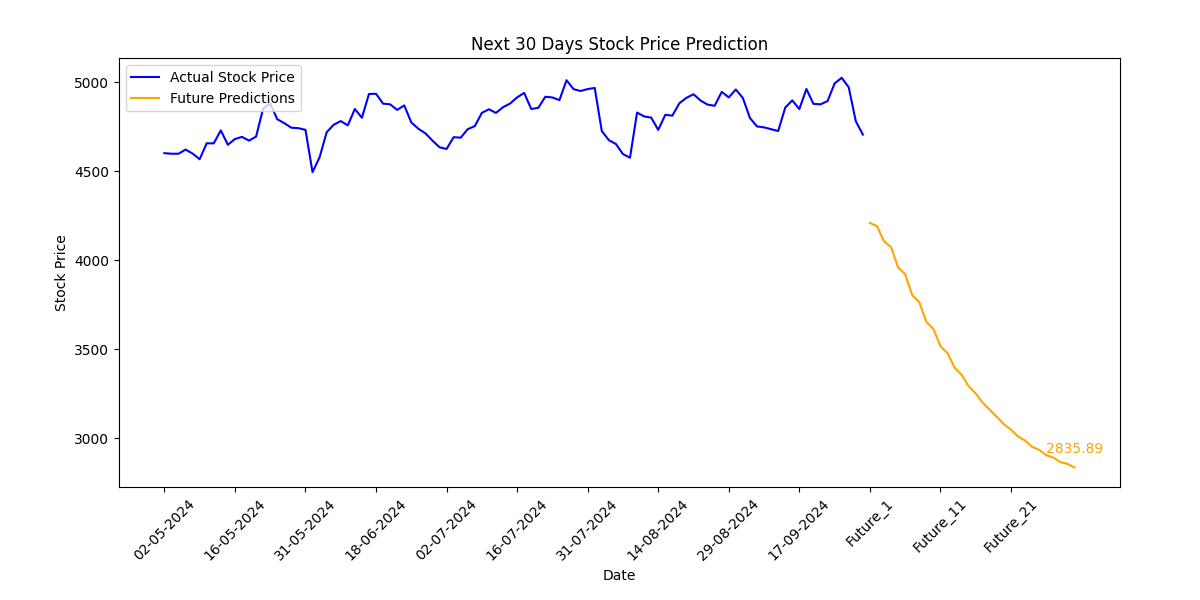 Next 30 Days Stock Price Prediction
Actual Stock Price
Future Predictions
5000
4500
4000
3500
3000
Stock Price
2835.89
02-05-2024
16-05-2024
31-05-2024
18-06-2024
02-07-2024
16-07-2024
31-07-2024
14-08-2024
29-08-2024
17-09-2024
Future_1
Future_11
Future_21
Date